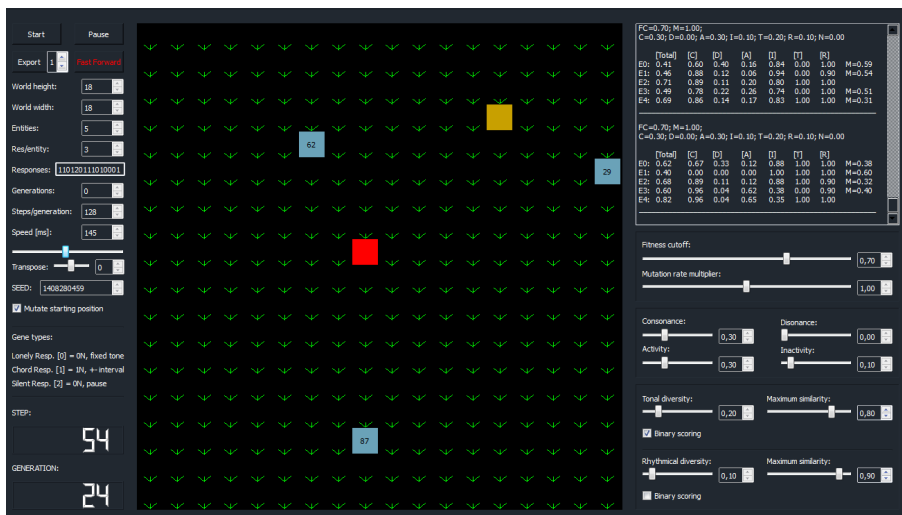 Start Pause
Export 1 Fast Forward
World height: 18
World width: 18
Entities: 5
Res/entity: 3
Responses: 110120111010001
Generations: 0
Steps/generation: 128
Speed [ms]: 145
Transpose: 0
SEED: 1408280459
Mutate starting position
Gene types:
Lonely Resp. [0] = 0N, fixed tone
Chord Resp. [1] = 1N, +- interval
Silent Resp. [2] = 0N, pause
STEP:
54
GENERATION:
24
62
29
87
FC=0.70; M=1.00;
C=0.30; D=0.00; A=0.30; I=0.10; T=0.20; R=0.10; N=0.00
[Total] [C] [D] [A] [I] [T] [R]
E0: 0.41 0.60 0.40 0.16 0.84 0.00 1.00 M=0.59
E1: 0.46 0.88 0.12 0.06 0.94 0.00 0.90 M=0.54
E2: 0.71 0.89 0.11 0.20 0.80 1.00 1.00
E3: 0.49 0.78 0.22 0.26 0.74 0.00 1.00 M=0.51
E4: 0.69 0.86 0.14 0.17 0.83 1.00 1.00 M=0.31
FC=0.70; M=1.00;
C=0.30; D=0.00; A=0.30; I=0.10; T=0.20; R=0.10; N=0.00
[Total] [C] [D] [A] [I] [T] [R]
E0: 0.62 0.67 0.33 0.12 0.88 1.00 1.00 M=0.38
E1: 0.40 0.00 0.00 0.00 1.00 1.00 1.00 M=0.60
E2: 0.68 0.89 0.11 0.12 0.88 1.00 0.90 M=0.32
E3: 0.60 0.96 0.04 0.62 0.38 0.00 0.90 M=0.40
E4: 0.82 0.96 0.04 0.65 0.35 1.00 1.00
Fitness cutoff:
0,70
Mutation rate multiplier:
1,00
Consonance: Disonance:
0,30 0,00
Activity: Inactivity:
0,30 0,10
Tonal diversity: Maximum similarity:
0,20 0,80
Binary scoring
Rhythmical diversity: Maximum similarity:
0,10 0,90
Binary scoring